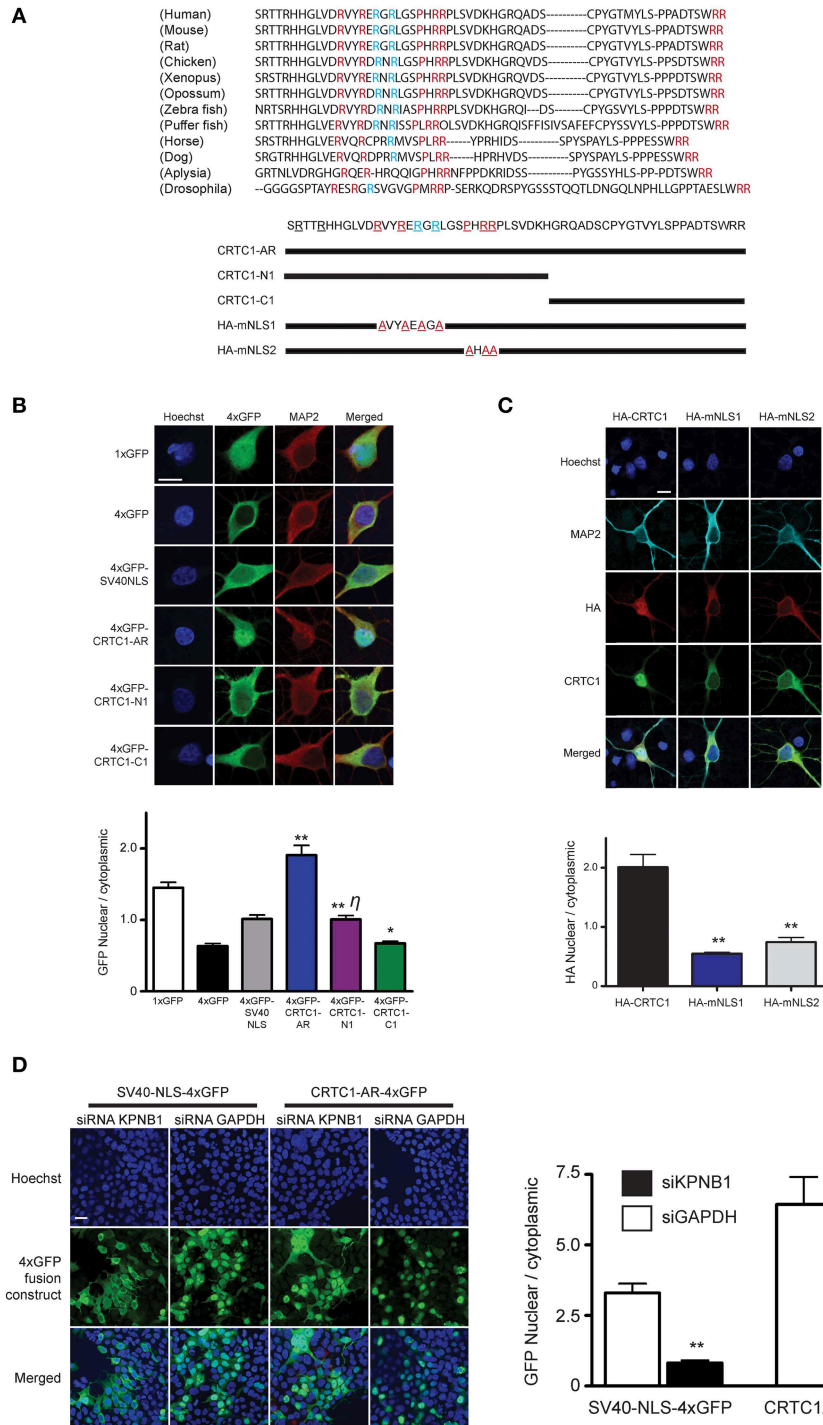 A
(Human) SRTTRHHGLVDRVYRERGRLGSPHRRPLSVDKHGRQADS----------CPYGTMYLS-PPADTSWRR
(Mouse) SRTTRHHGLVDRVYRERGRLGSPHRRPLSVDKHGRQADS----------CPYGTVYLS-PPADTSWRR
(Rat) SRTTRHHGLVDRVYRERGRLGSPHRRPLSVDKHGRQADS----------CPYGTVYLS-PPADTSWRR
(Chicken) SRTTRHHGLVDRVYRDRNRLGSPHRRPLSVDKHGRQVDS----------CPYGTVYLS-PPPDTSWRR
(Xenopus) SRSTRHHGLVDRVYRERNRLGSPHRRPLSVDKHGRQVDS----------CPYGTVYLS-PPPDTSWRR
(Opossum) SRTTRHHGLVDRVYRERNRLGSPHRRPLSVDKHGRQADS----------CPYGTVYLS-PPPDTSWRR
(Zebra fish) NRTSRHHGLVDRVYRDRNRIASPHRRPLSVDKHGRQI---DS----------CPYGSVYLS-PPPDTSWRR
(Puffer fish) SRTTRHHGLVERVYRDRNRISSPLRROLSVDKHGRQISFFISIVSAFEFCPYSSVYLS-PPPDTSWRR
(Horse) SRSTRHHGLVERVQRCPRRMVSPLRR------YPRHIDS----------SPYSPAYLS-PPPESSWRR
(Dog) SRGTRHHGLVERVQRDPRRMVSPLRR------HPRHVDS----------SPYSPAYLS-PPPESSWRR
(Aplysia) GRTNLVDRGHGRQER-HRQQIGPHRRNFPPDKRIDSS----------PYGSSYHLS-PP-PDTSWRR
(Drosophila) --GGGGSPTAYRESRGRSVGVGPMRRP-SERKQDRSPYGSSSTQQTLDNGQLNPHLLGPPTAESLWRR
SRTTRHHGLVDRVYRERGRLGSPHRRPLSVDKHGRQADSCPYGTVYLSPPADTSWRR
CRTC1-AR
CRTC1-N1
CRTC1-C1
HA-mNLS1 AVYAEAGA
HA-mNLS2 AHAA
B
Hoechst 4xGFP MAP2 Merged
1xGFP
4xGFP
4xGFP-
SV40NLS
4xGFP-
CRTC1-AR
4xGFP-
CRTC1-N1
4xGFP-
CRTC1-C1
GFP Nuclear / cytoplasmic
2.0
1.0
0
**
** η
*
1xGFP 4xGFP 4xGFP-SV40 NLS 4xGFP-CRTC1-AR 4xGFP-CRTC1-N1 4xGFP-CRTC1-C1
C
HA-CRTC1 HA-mNLS1 HA-mNLS2
Hoechst
MAP2
HA
CRTC1
Merged
HA Nuclear / cytoplasmic
2.0
1.0
0
**
**
HA-CRTC1 HA-mNLS1 HA-mNLS2
D
SV40-NLS-4xGFP CRTC1-AR-4xGFP
siRNA KPNB1 siRNA GAPDH siRNA KPNB1 siRNA GAPDH
Hoechst
4xGFP
fusion
construct
Merged
GFP Nuclear / cytoplasmic
7.5
5.0
2.5
0
siKPNB1
siGAPDH
**
SV40-NLS-4xGFP CRTC1